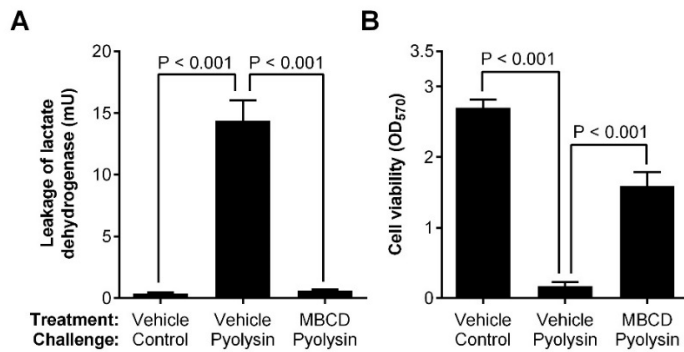 A
Leakage of lactate
dehydrogenase (mU)
20
15
10
5
0
P < 0.001
P < 0.001
Treatment: Vehicle Vehicle MBCD
Challenge: Control Pyolysin Pyolysin
B
Cell viability (OD570)
3.5
3
2
1
0
P < 0.001
P < 0.001
Vehicle Vehicle MBCD
Control Pyolysin Pyolysin